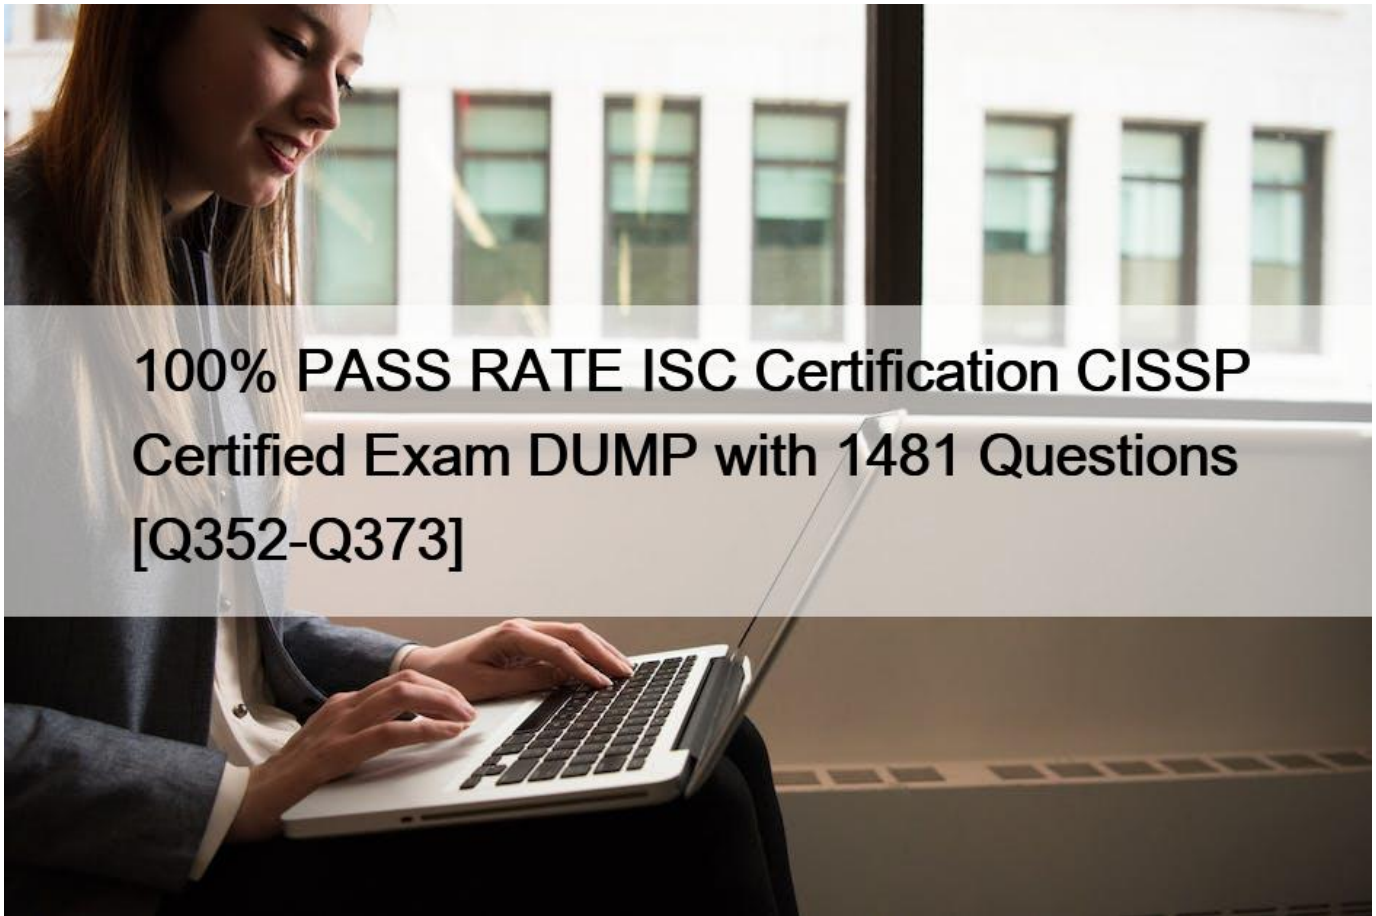 100% PASS RATE ISC Certification CISSP
Certified Exam DUMP with 1481 Questions
[Q352-Q373]